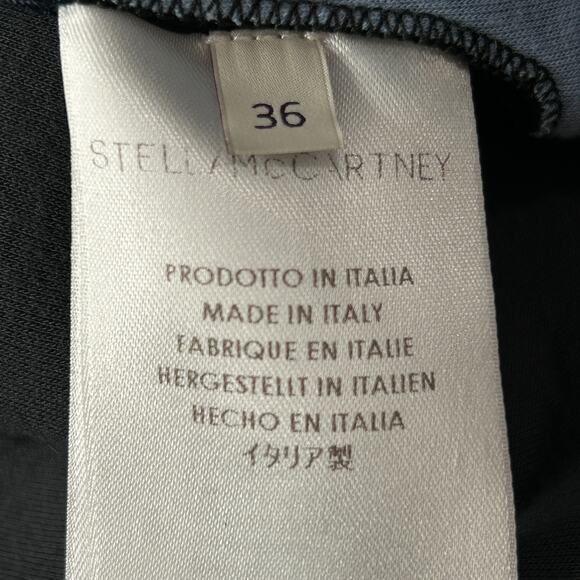 36
STELLA McCARTNEY
PRODOTTO IN ITALIA
MADE IN ITALY
FABRIQUE EN ITALIE
HERGESTELLT IN ITALIEN
HECHO EN ITALIA
イタリア製